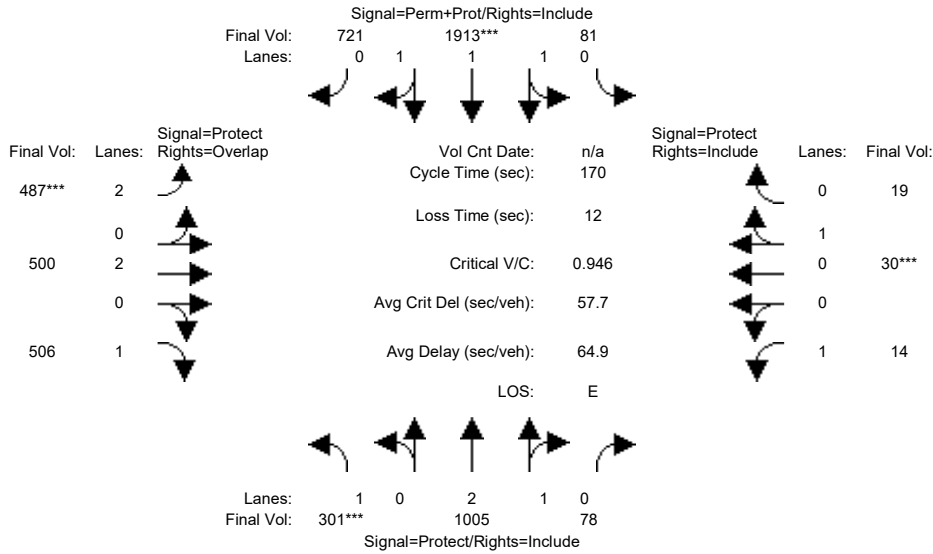 Signal=Perm+Prot/Rights=Include
Final Vol: 721 1913*** 81
Lanes: 0 1 1 1 0
Signal=Protect Signal=Protect
Final Vol: Lanes: Rights=Overlap Vol Cnt Date: n/a Rights=Include Lanes: Final Vol:
Cycle Time (sec): 170
487*** 2 0 19
Loss Time (sec): 12
0 1
500 2 Critical V/C: 0.946 0 30***
0 Avg Crit Del (sec/veh): 57.7 0
506 1 Avg Delay (sec/veh): 64.9 1 14
LOS: E
Lanes: 1 0 2 1 0
Final Vol: 301*** 1005 78
Signal=Protect/Rights=Include